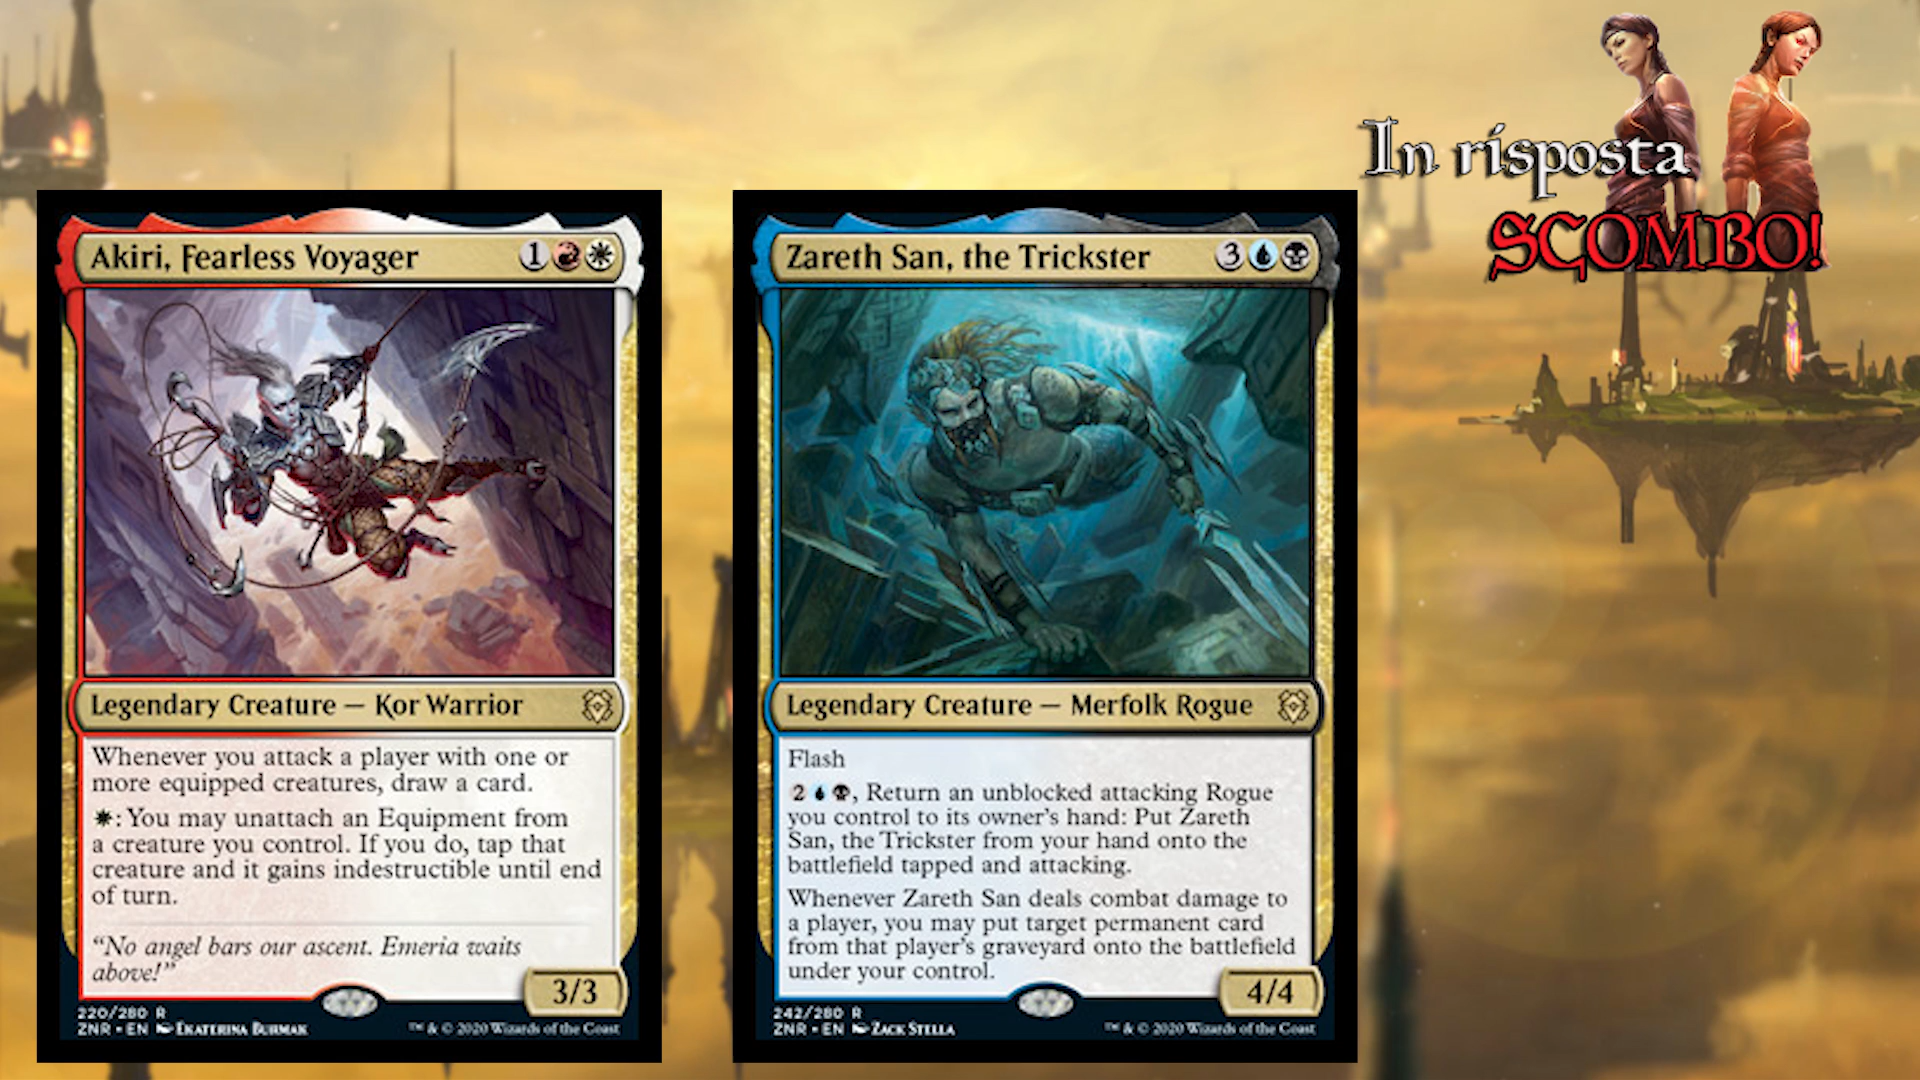 In risposta
SCOMBO!
Akiri, Fearless Voyager 1
Legendary Creature — Kor Warrior
Whenever you attack a player with one or
more equipped creatures, draw a card.
: You may unattach an Equipment from
a creature you control. If you do, tap that
creature and it gains indestructible until end
of turn.
“No angel bars our ascent. Emeria waits
above!”
3/3
220/280 R
ZNR • EN Ekaterina Burmak
™ & © 2020 Wizards of the Coast
Zareth San, the Trickster 3
Legendary Creature — Merfolk Rogue
Flash
2 , Return an unblocked attacking Rogue
you control to its owner's hand: Put Zareth
San, the Trickster from your hand onto the
battlefield tapped and attacking.
Whenever Zareth San deals combat damage to
a player, you may put target permanent card
from that player's graveyard onto the battlefield
under your control.
4/4
242/280 R
ZNR • EN Zack Stella
™ & © 2020 Wizards of the Coast